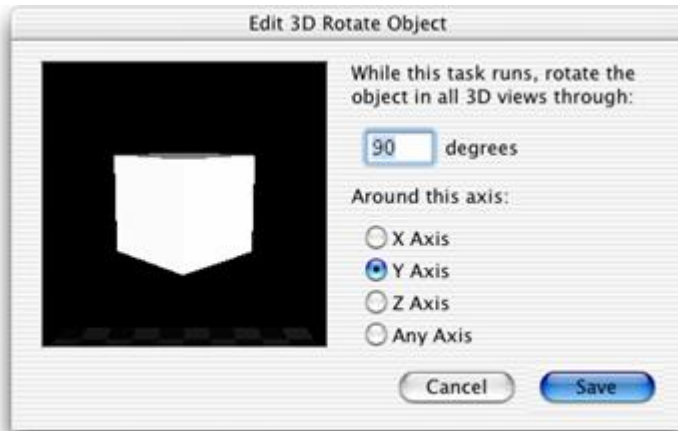 Edit 3D Rotate Object
While this task runs, rotate the
object in all 3D views through:
90 degrees
Around this axis:
X Axis
Y Axis
Z Axis
Any Axis
Cancel Save